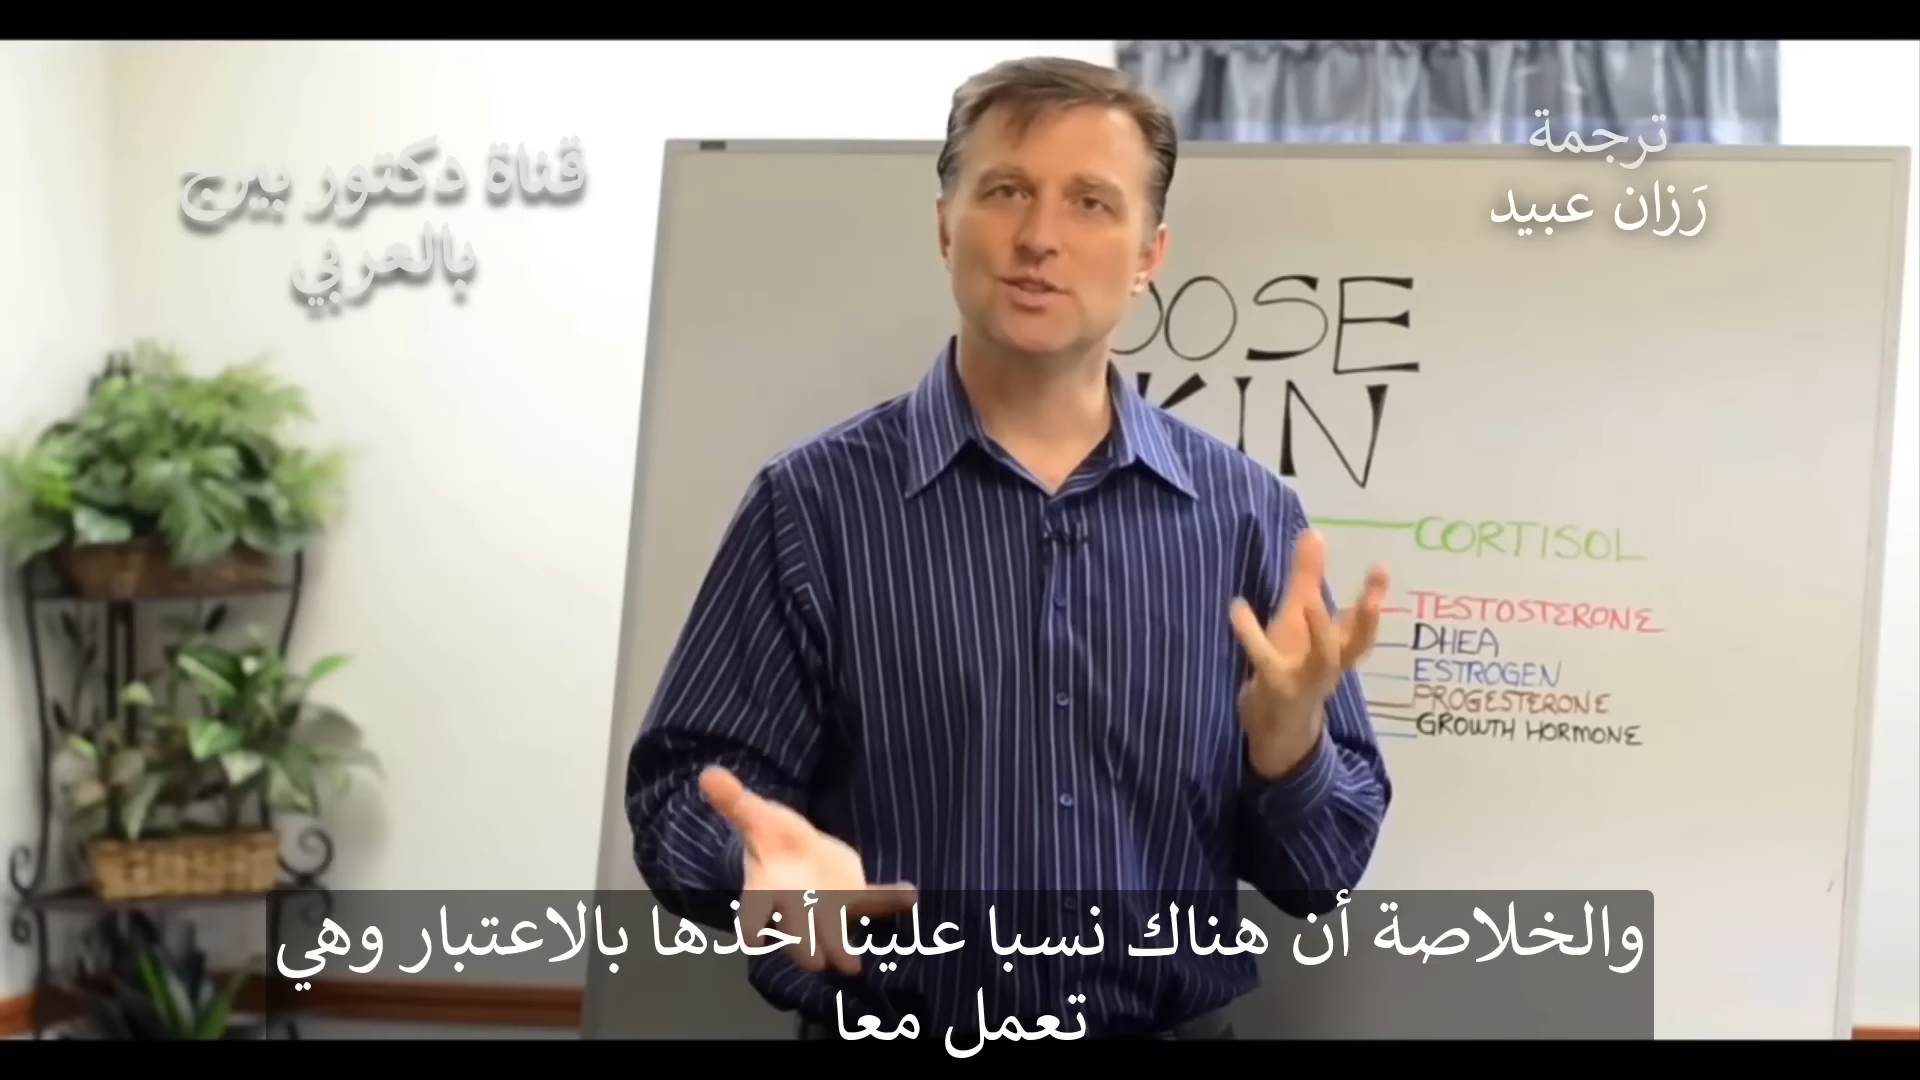 قناة دكتور بيرج
بالعربي
ترجمة
رَزان عبيد
OOSE
KIN
CORTISOL
TESTOSTERONE
DHEA
ESTROGEN
PROGESTERONE
GROWTH HORMONE
والخلاصة أن هناك نسبا علينا أخذها بالاعتبار وهي
تعمل معا